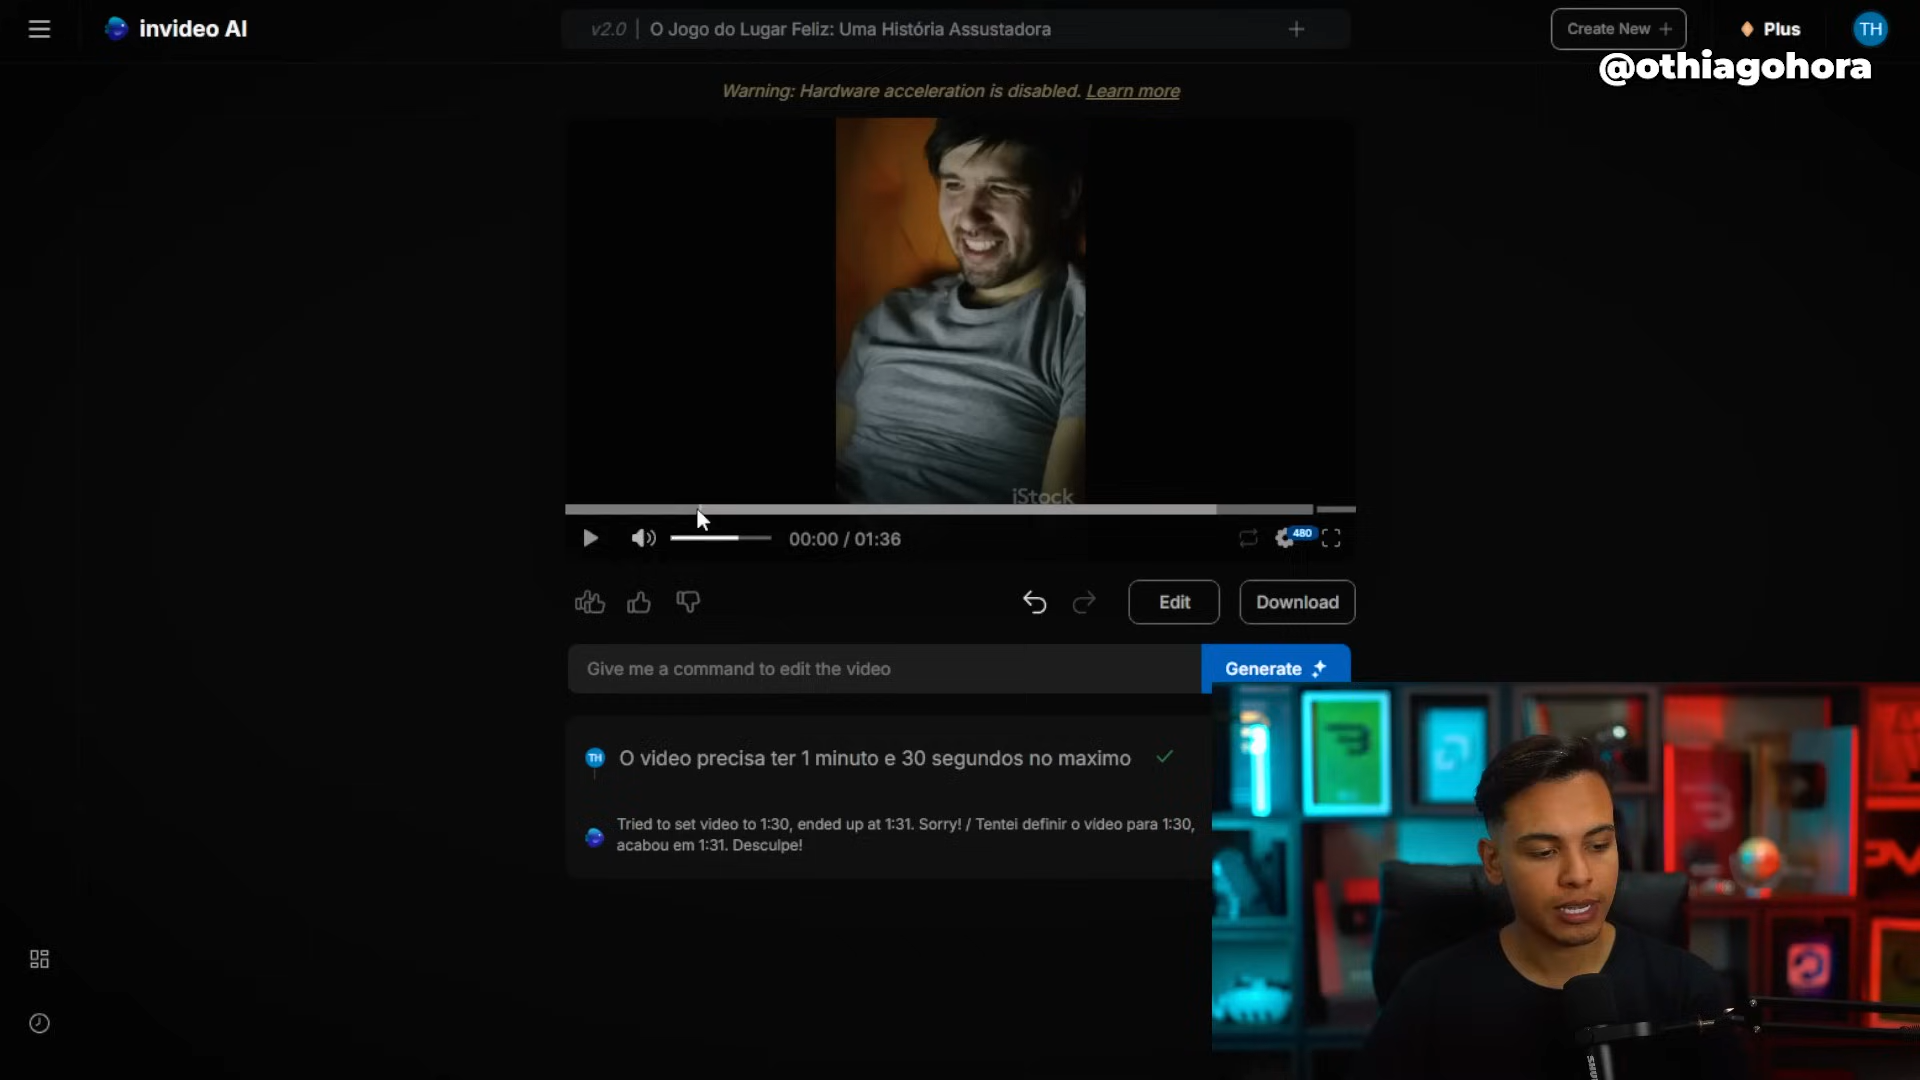 invideo AI
v2.0 | O Jogo do Lugar Feliz: Uma História Assustadora
Create New +
Plus
TH
@othiagohora
Warning: Hardware acceleration is disabled. Learn more
iStock
00:00 / 01:36
480
Edit
Download
Give me a command to edit the video
Generate
TH
O video precisa ter 1 minuto e 30 segundos no maximo
Tried to set video to 1:30, ended up at 1:31. Sorry! / Tentei definir o vídeo para 1:30,
acabou em 1:31. Desculpe!